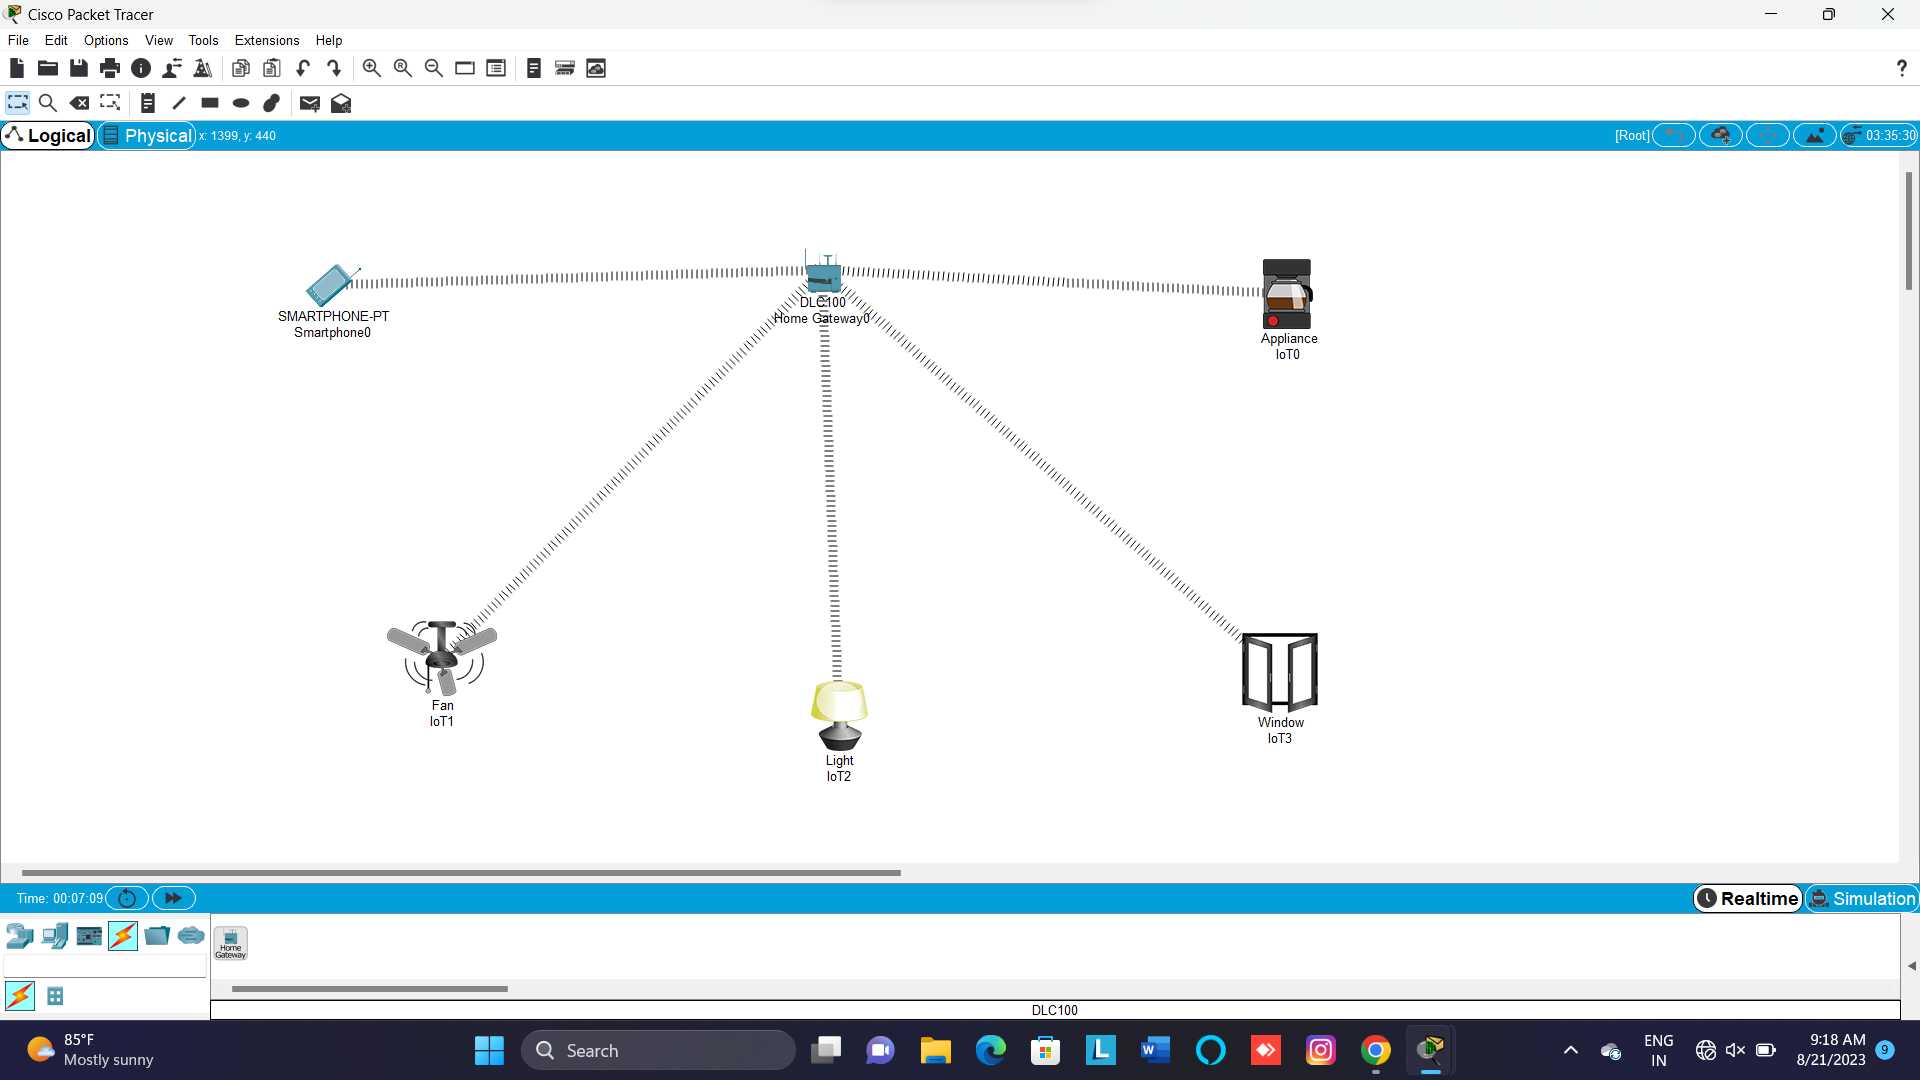 Cisco Packet Tracer
File Edit Options View Tools Extensions Help
?
Logical Physical x: 1399, y: 440 [Root] 03:35:30
SMARTPHONE-PT
Smartphone0
DLC100
Home Gateway0
Appliance
IoT0
Fan
IoT1
Light
IoT2
Window
IoT3
Time: 00:07:09 Realtime Simulation
Home
Gateway
DLC100
85°F
Mostly sunny
Search
L
W
ENG
IN
9:18 AM
8/21/2023
9